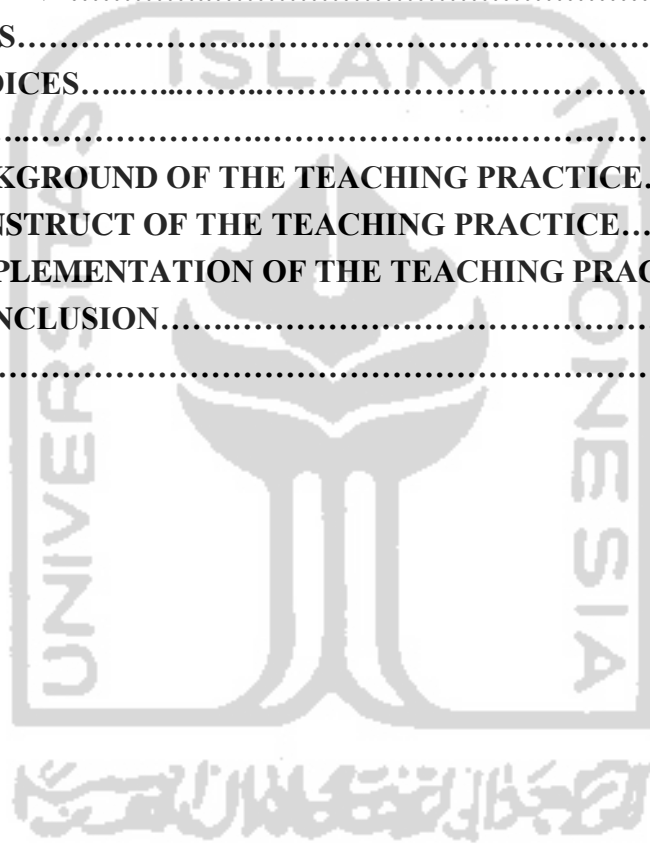 S……………………...………………………………………
DICES…..…...……..………………………………………
…..…………………….…………………...……………
KGROUND OF THE TEACHING PRACTICE.
NSTRUCT OF THE TEACHING PRACTICE…
PLEMENTATION OF THE TEACHING PRAC
NCLUSION…….……………………………………
………………………………………………………
UNIVERSITAS
ISLAM
INDONESIA